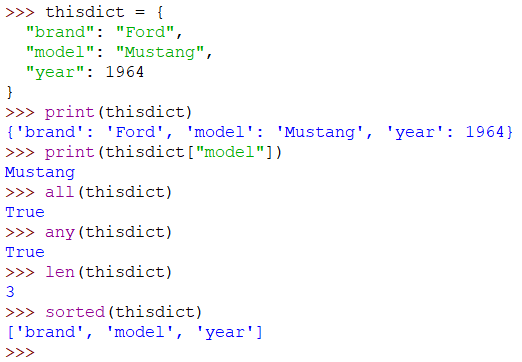 >>> thisdict = {
  "brand": "Ford",
  "model": "Mustang",
  "year": 1964
}
>>> print(thisdict)
{'brand': 'Ford', 'model': 'Mustang', 'year': 1964}
>>> print(thisdict["model"])
Mustang
>>> all(thisdict)
True
>>> any(thisdict)
True
>>> len(thisdict)
3
>>> sorted(thisdict)
['brand', 'model', 'year']
>>>